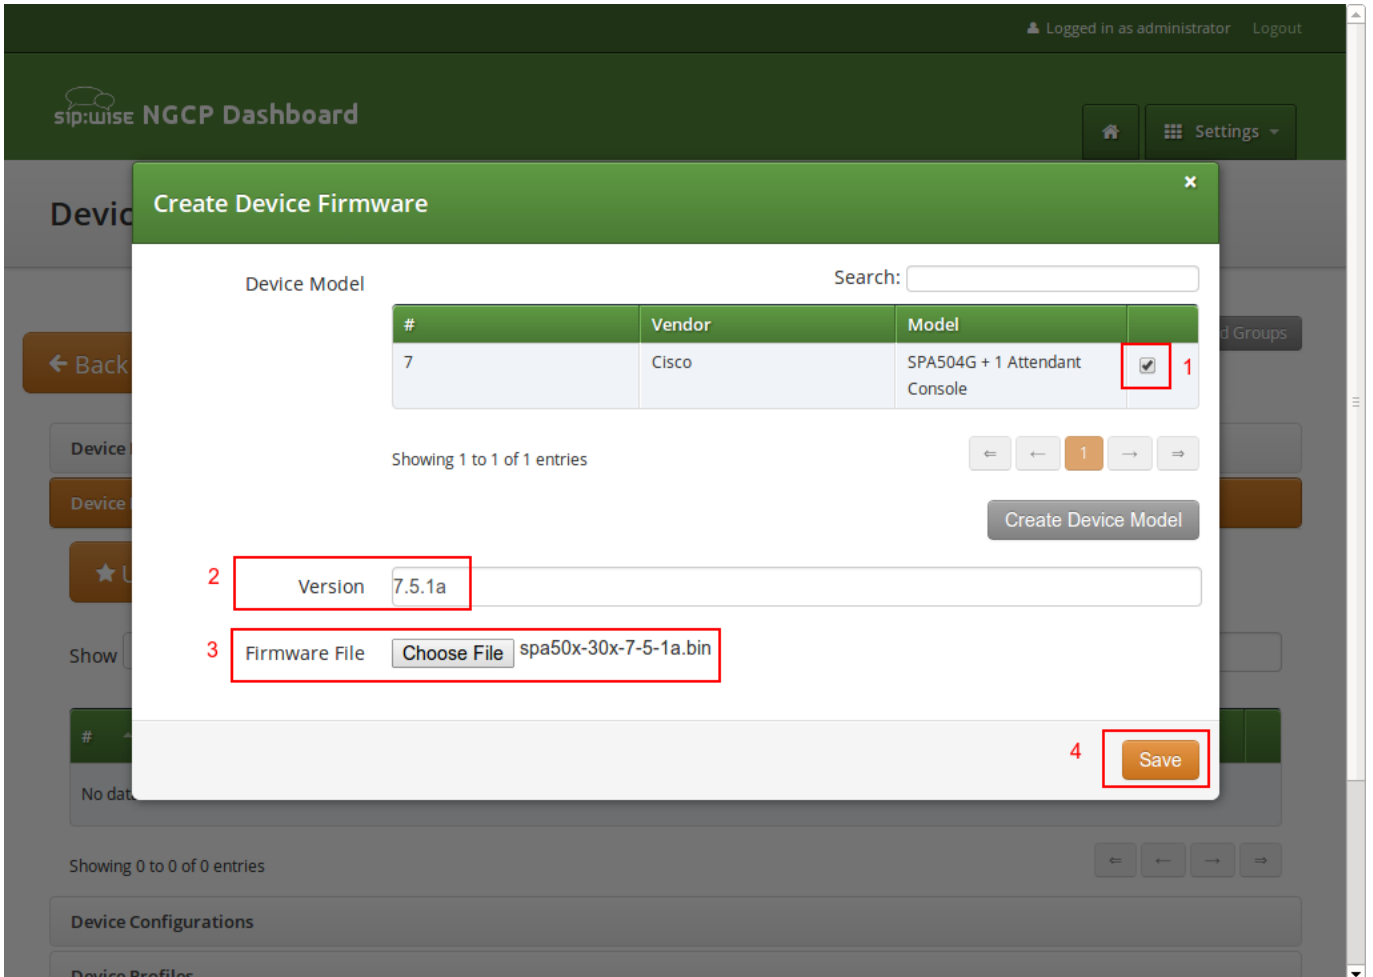 Logged in as administrator Logout
sip:wise NGCP Dashboard
Settings
Devic
Create Device Firmware
×
Device Model
Search:
# Vendor Model
7 Cisco SPA504G + 1 Attendant
Console
1
d Groups
Back
Device
Showing 1 to 1 of 1 entries
⇐ ← 1 → ⇒
Device
Create Device Model
2 Version 7.5.1a
U
3 Firmware File Choose File spa50x-30x-7-5-1a.bin
Show
#
4 Save
No data
Showing 0 to 0 of 0 entries
⇐ ← → ⇒
Device Configurations
Device Profiles